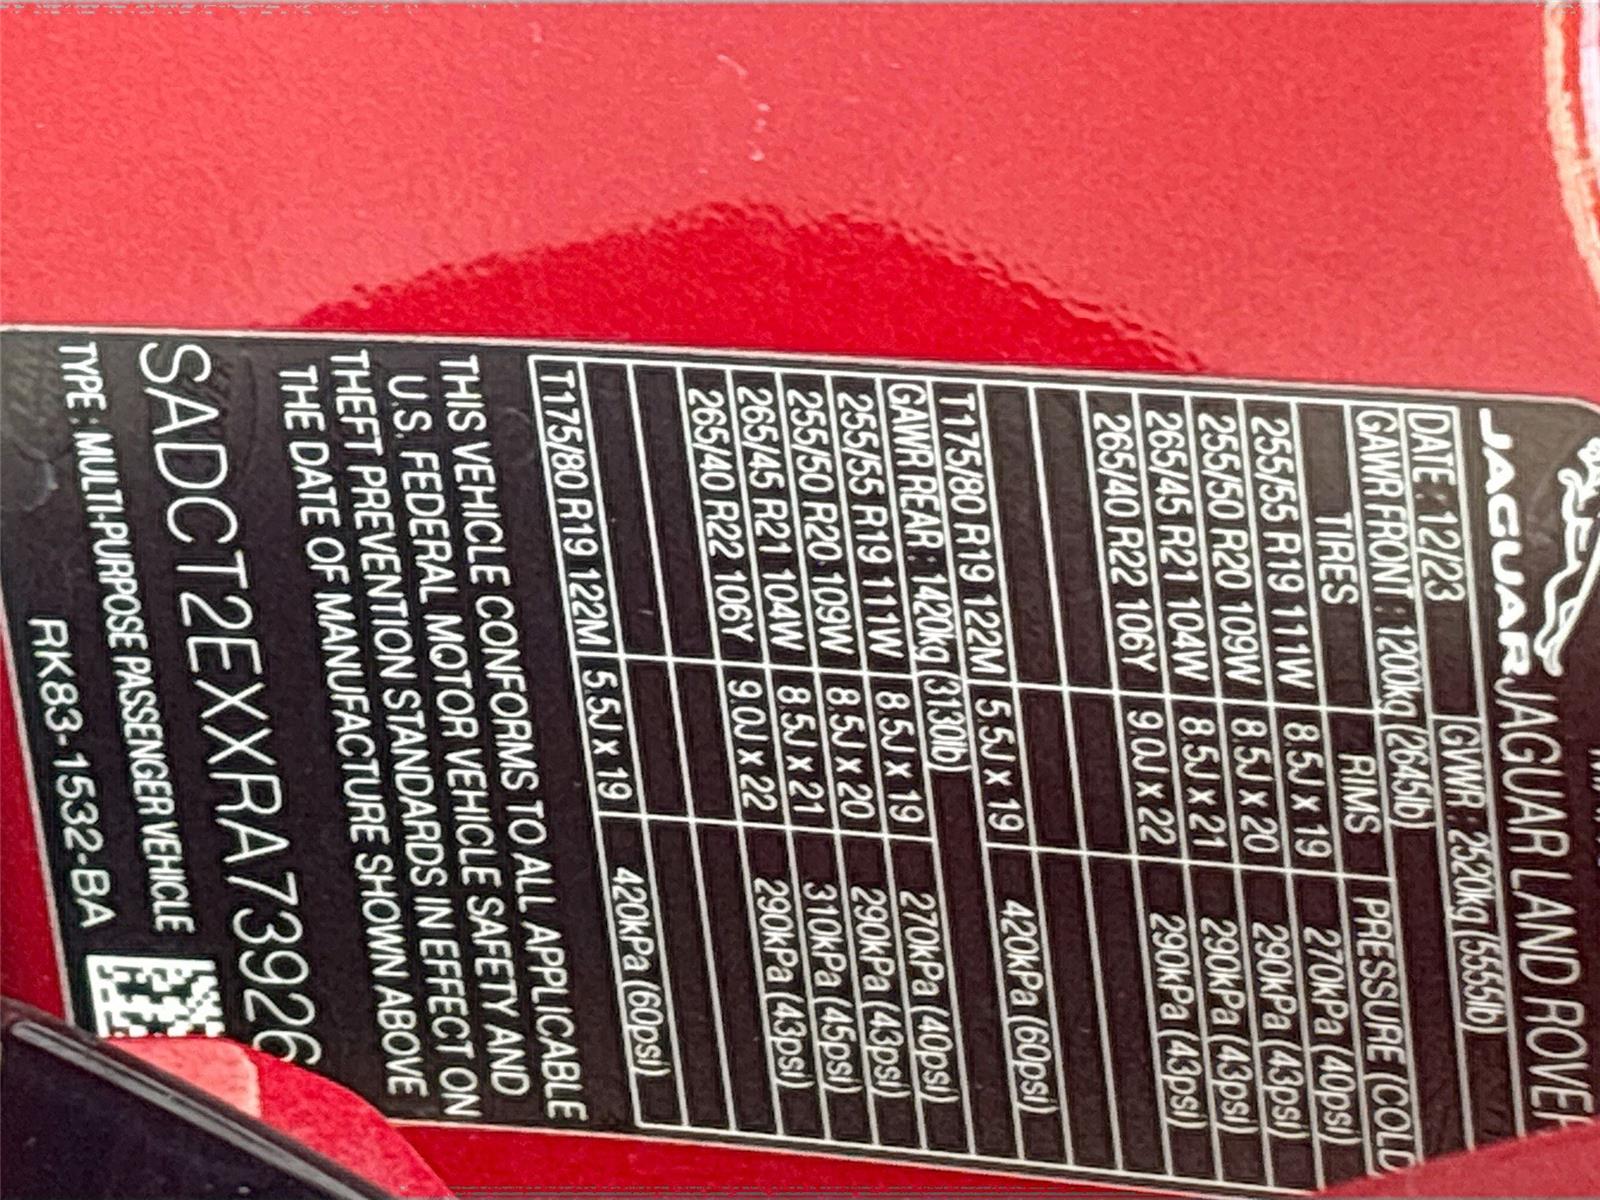 JAGUAR JAGUAR LAND ROVER
DATE : 12/23 GVWR : 2520kg (5555lb)
GAWR FRONT : 1200kg (2645lb)
TIRES RIMS PRESSURE (COLD
255/55 R19 111W 8.5J x 19 270kPa (40psi)
255/50 R20 109W 8.5J x 20 290kPa (43psi)
265/45 R21 104W 8.5J x 21 290kPa (43psi)
265/40 R22 106Y 9.0J x 22 290kPa (43psi)
T175/80 R19 122M 5.5J x 19 420kPa (60psi)
GAWR REAR : 1420kg (3130lb)
255/55 R19 111W 8.5J x 19 270kPa (40psi)
255/50 R20 109W 8.5J x 20 290kPa (43psi)
265/45 R21 104W 8.5J x 21 310kPa (45psi)
265/40 R22 106Y 9.0J x 22 290kPa (43psi)
T175/80 R19 122M 5.5J x 19 420kPa (60psi)
THIS VEHICLE CONFORMS TO ALL APPLICABLE
U.S. FEDERAL MOTOR VEHICLE SAFETY AND
THEFT PREVENTION STANDARDS IN EFFECT ON
THE DATE OF MANUFACTURE SHOWN ABOVE
SADCT2EXXRA73926
TYPE : MULTI-PURPOSE PASSENGER VEHICLE
RK83-1532-BA